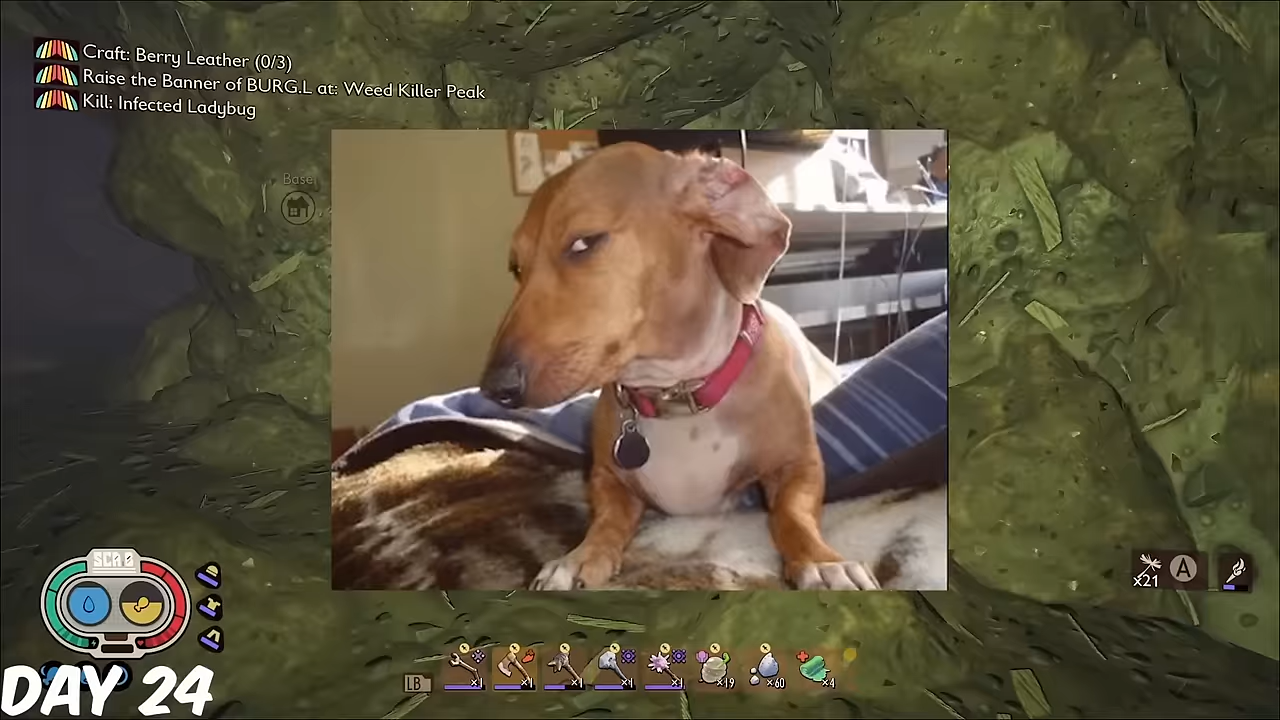 Craft: Berry Leather (0/3)
Raise the Banner of BURG.L at: Weed Killer Peak
Kill: Infected Ladybug
Base
SCA B
x21
A
LB
x1
x1
x1
x1
x1
x19
x60
x4
DAY 24